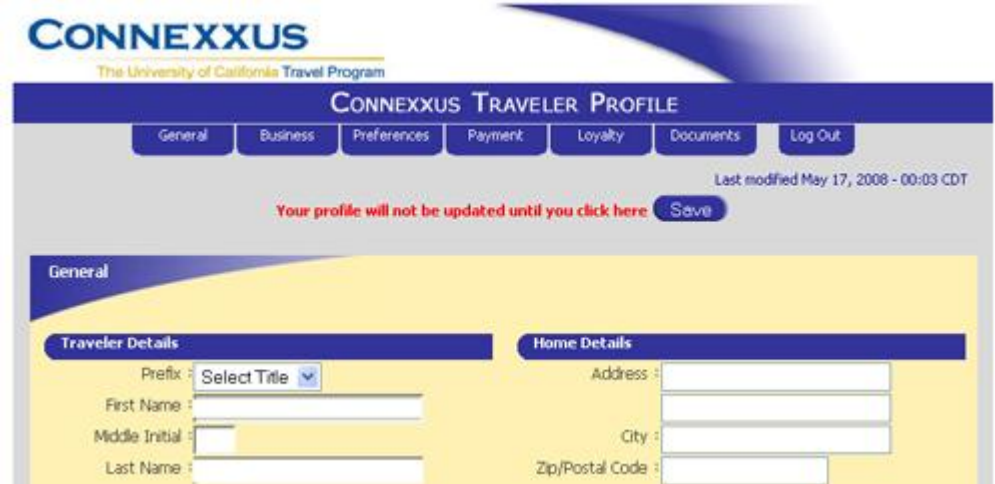 CONNEXXUS
The University of California Travel Program
CONNEXXUS TRAVELER PROFILE
General Business Preferences Payment Loyalty Documents Log Out
Last modified May 17, 2008 - 00:03 CDT
Your profile will not be updated until you click here Save
General
Traveler Details
Prefix : Select Title
First Name :
Middle Initial :
Last Name :
Home Details
Address :
City :
Zip/Postal Code :